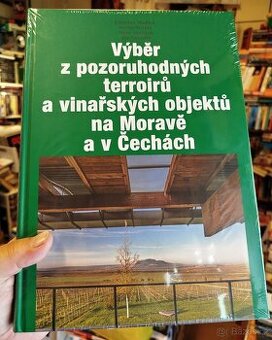 Výběr
z pozoruhodných
terroirů
a vinařských objektů
na Moravě
a v Čechách